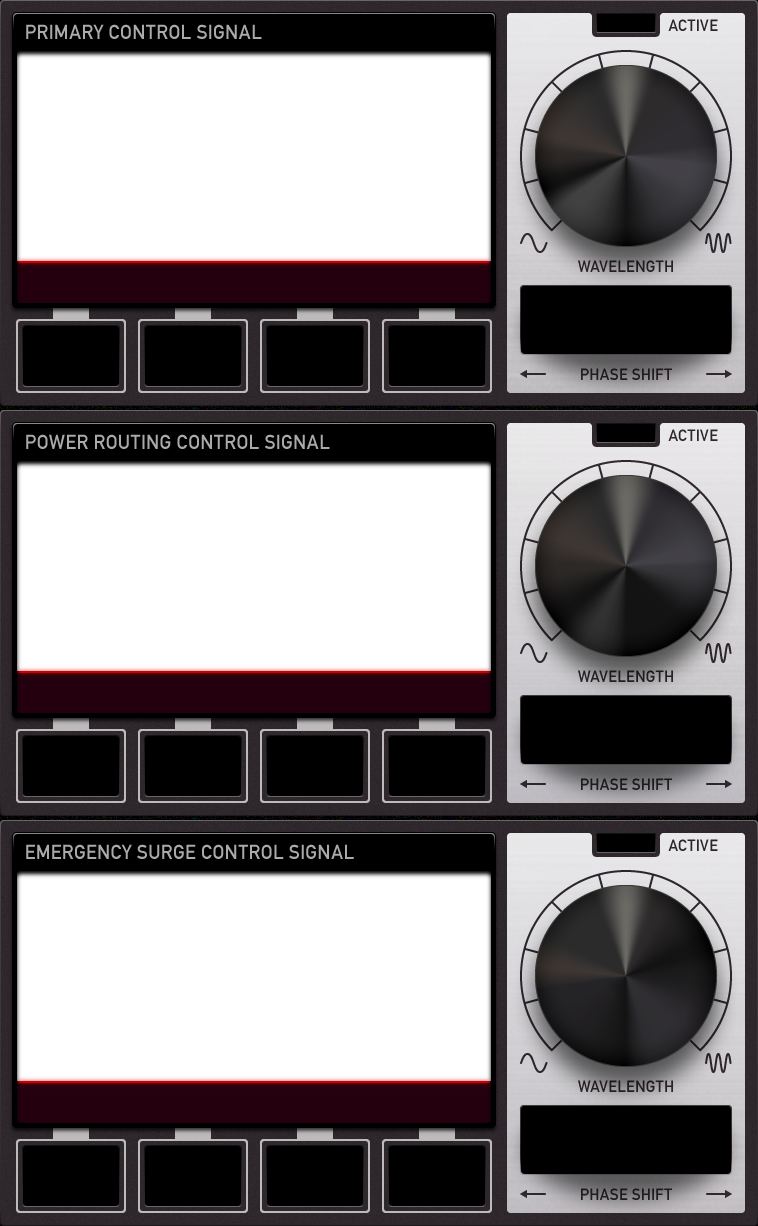 PRIMARY CONTROL SIGNAL
ACTIVE
WAVELENGTH
PHASE SHIFT
POWER ROUTING CONTROL SIGNAL
ACTIVE
WAVELENGTH
PHASE SHIFT
EMERGENCY SURGE CONTROL SIGNAL
ACTIVE
WAVELENGTH
PHASE SHIFT